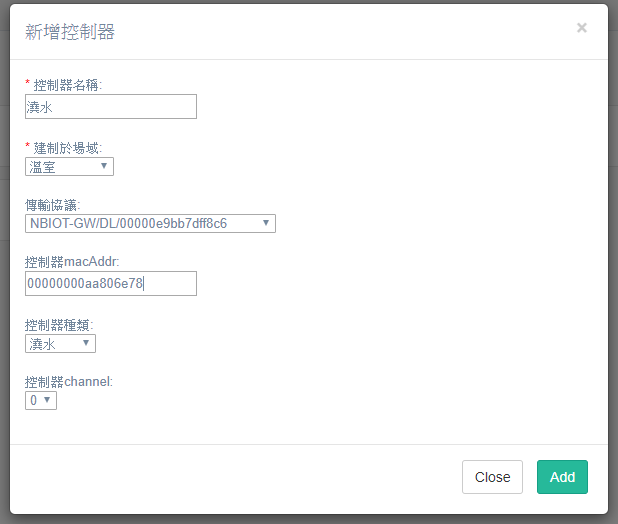 新增控制器
×
* 控制器名稱:
澆水
* 建制於場域:
溫室
傳輸協議:
NBIOT-GW/DL/00000e9bb7dff8c6
控制器macAddr:
00000000aa806e78
控制器種類:
澆水
控制器channel:
0
Close Add